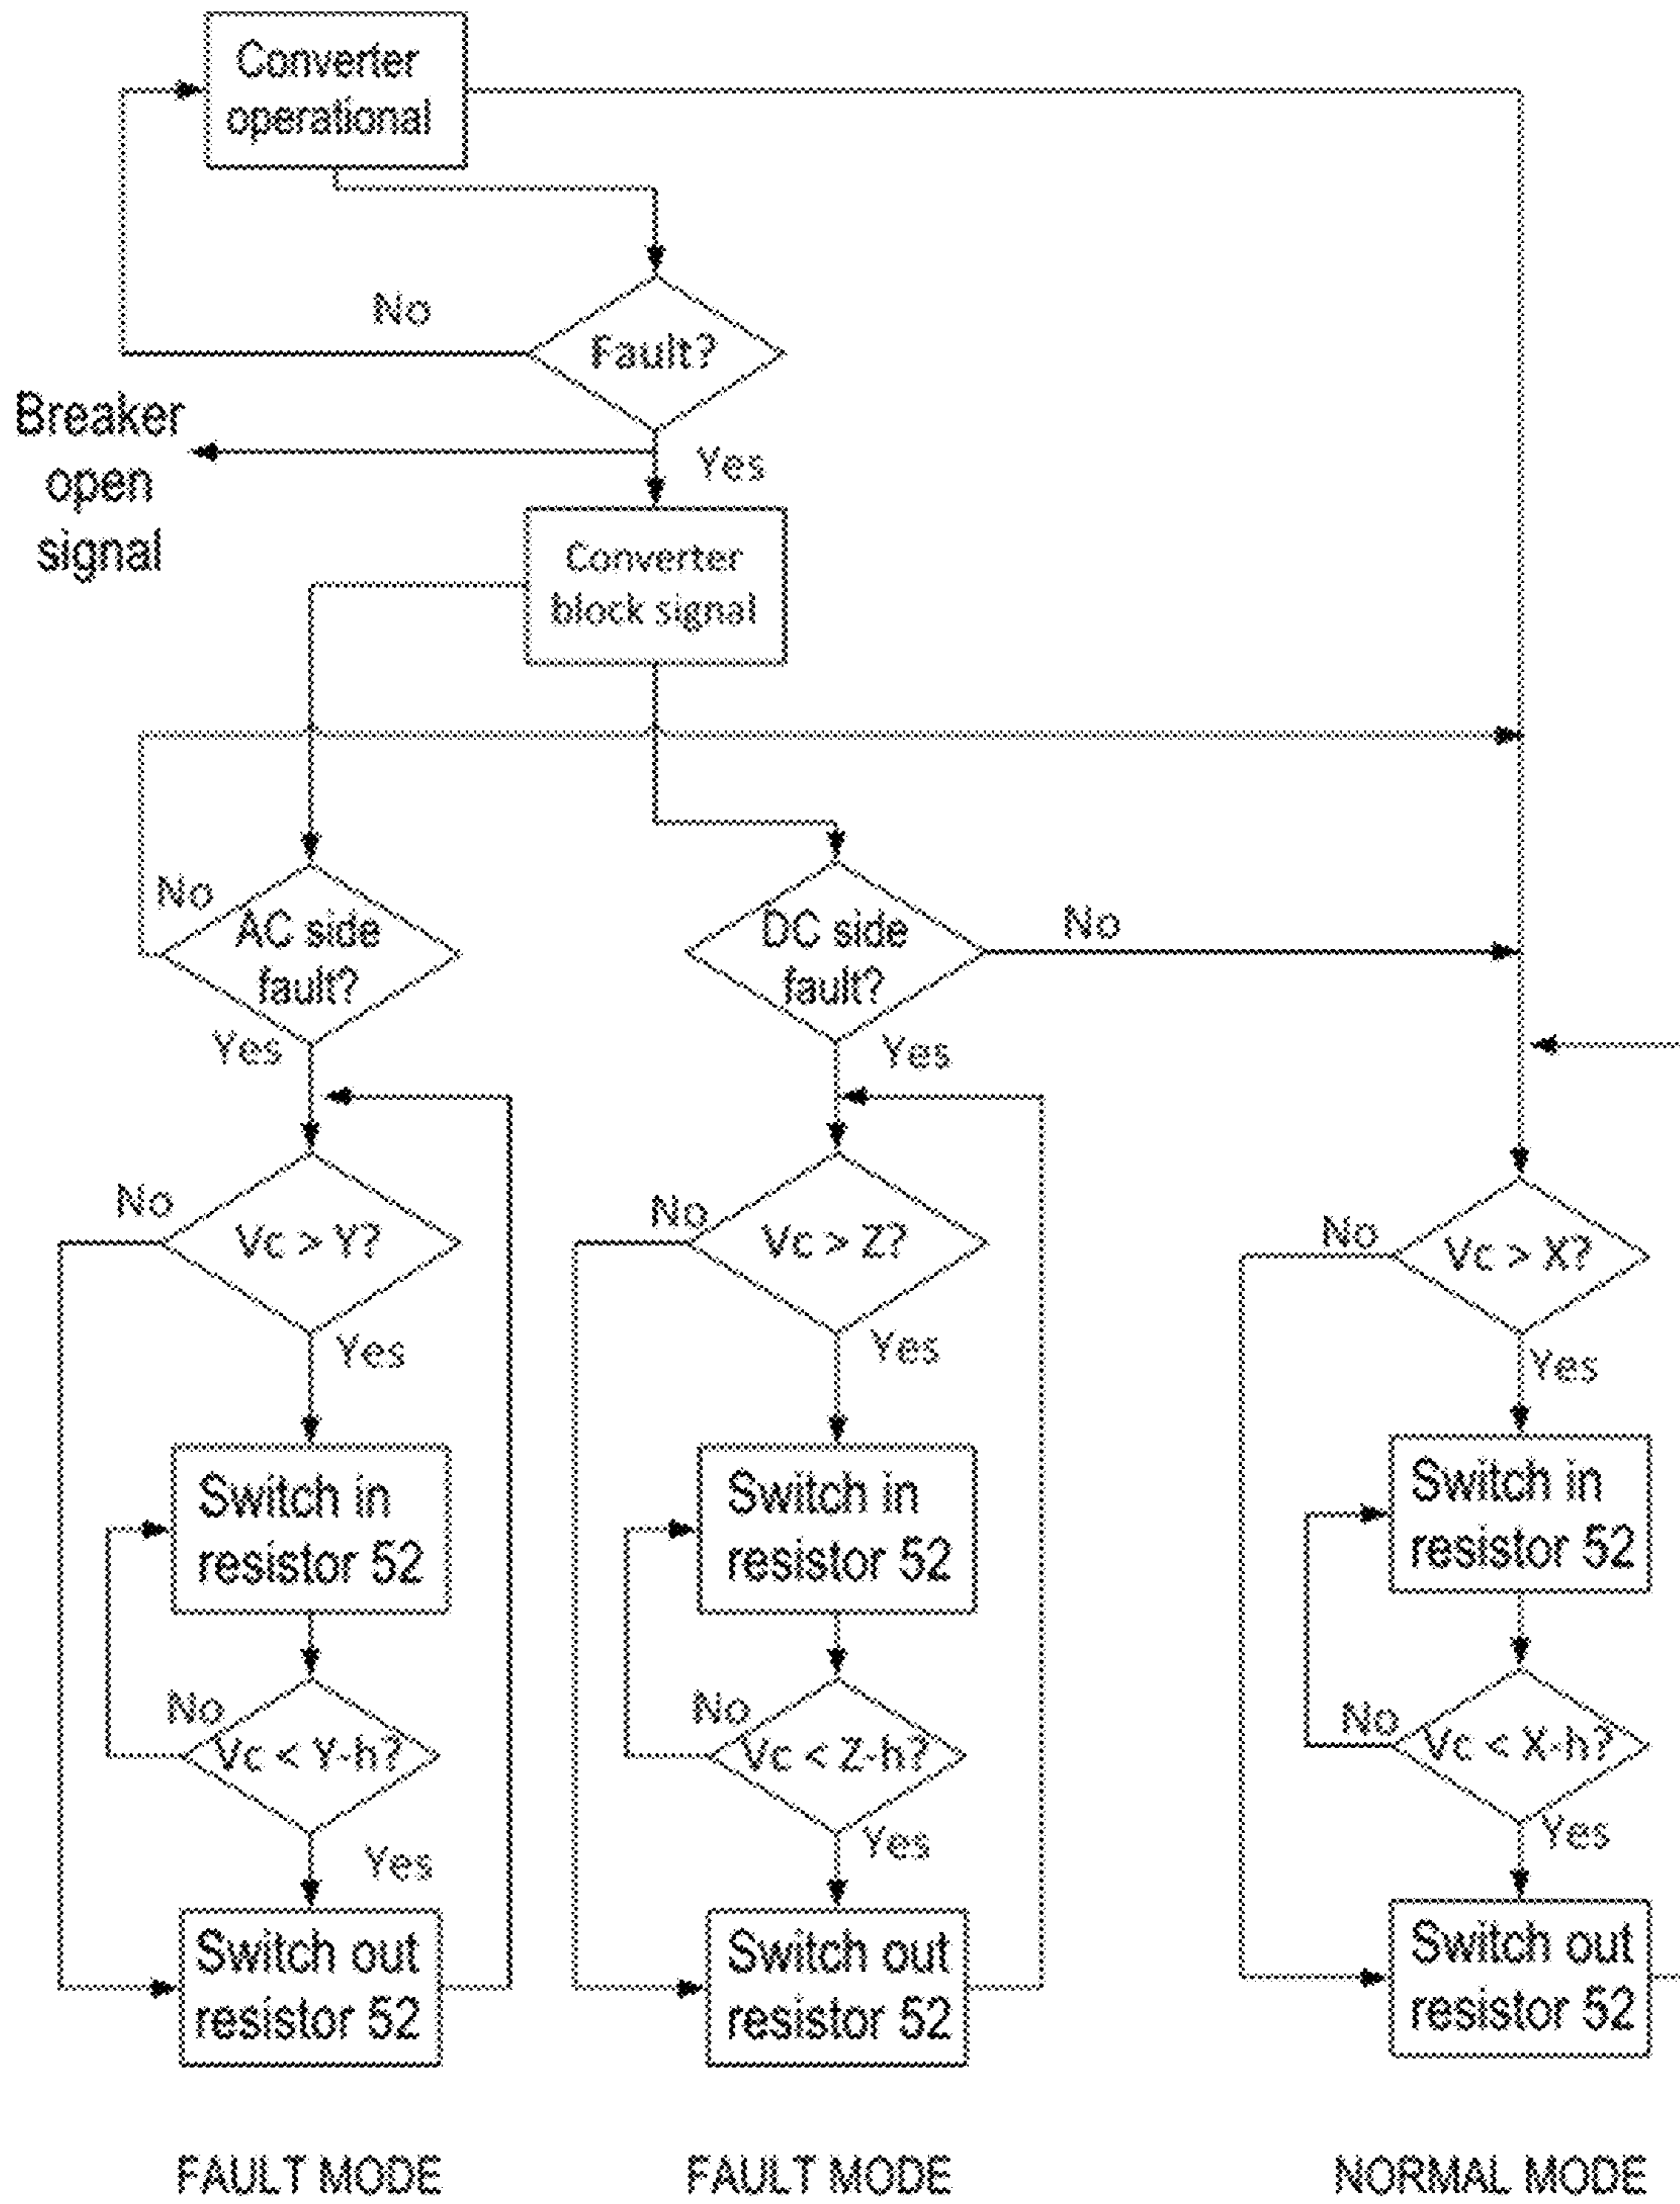 Converter
operational
No
Fault?
Breaker
open
signal
Yes
Converter
block signal
No
AC side
fault?
Yes
DC side
fault?
No
Yes
No
Vc > Y?
Yes
No
Vc > Z?
Yes
No
Vc > X?
Yes
Switch in
resistor 52
Switch in
resistor 52
Switch in
resistor 52
No
Vc < Y-h?
Yes
No
Vc < Z-h?
Yes
No
Vc < X-h?
Yes
Switch out
resistor 52
Switch out
resistor 52
Switch out
resistor 52
FAULT MODE
FAULT MODE
NORMAL MODE